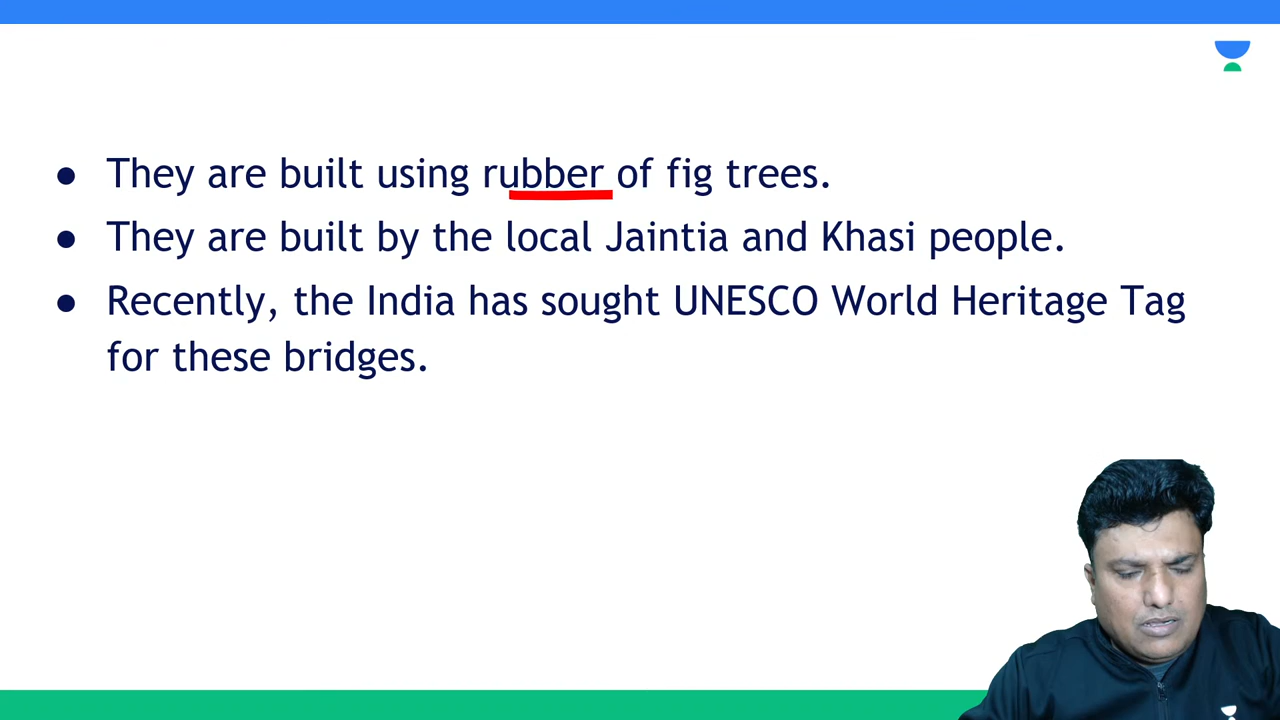 ● They are built using rubber of fig trees.
● They are built by the local Jaintia and Khasi people.
● Recently, the India has sought UNESCO World Heritage Tag
for these bridges.